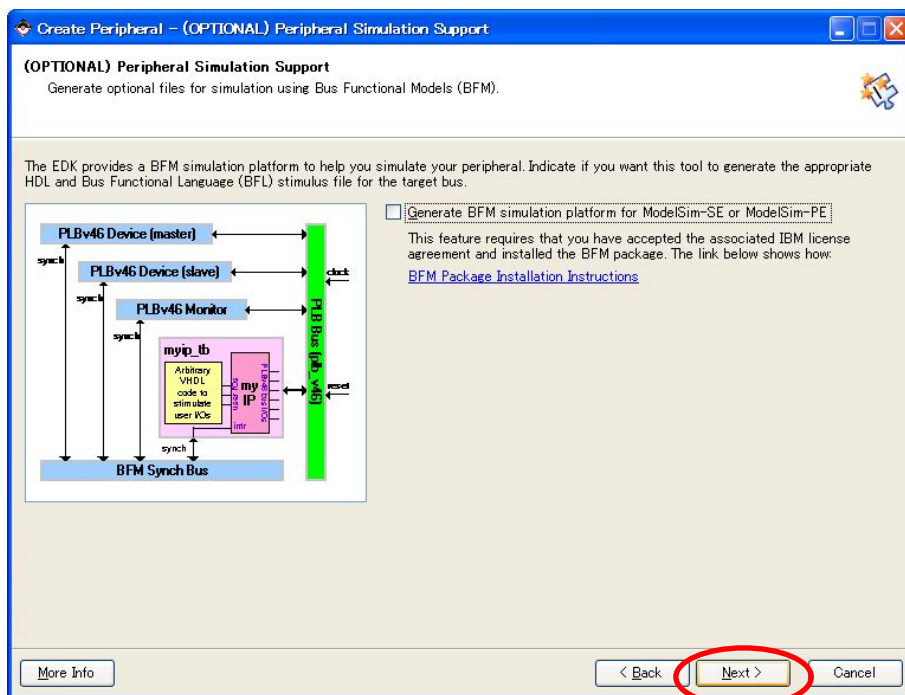 Create Peripheral - (OPTIONAL) Peripheral Simulation Support
(OPTIONAL) Peripheral Simulation Support
Generate optional files for simulation using Bus Functional Models (BFM).
The EDK provides a BFM simulation platform to help you simulate your peripheral. Indicate if you want this tool to generate the appropriate
HDL and Bus Functional Language (BFL) stimulus file for the target bus.
PLBv46 Device (master)
synch
PLBv46 Device (slave)
clock
synch
PLBv46 Monitor
synch
PLB Bus (plb_v46)
myip_tb
Arbitrary
VHDL
code to
stimulate
user I/Os
my
IP
PLBv46 bus I/Os
intr
reset
synch
BFM Synch Bus
Generate BFM simulation platform for ModelSim-SE or ModelSim-PE
This feature requires that you have accepted the associated IBM license
agreement and installed the BFM package. The link below shows how:
BFM Package Installation Instructions
More Info
< Back
Next >
Cancel